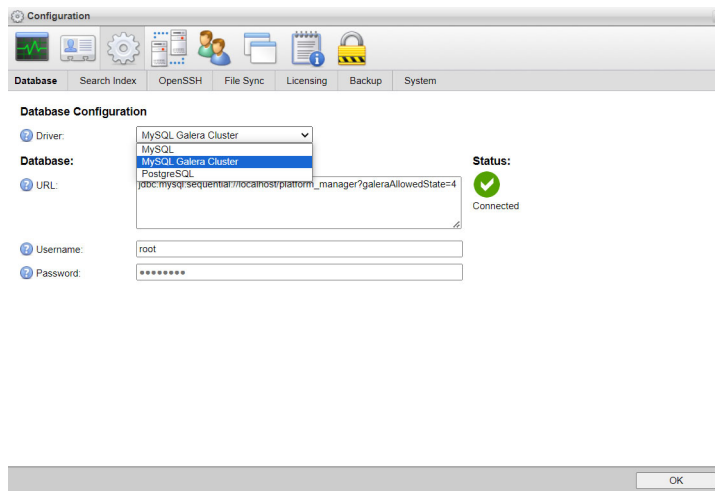 Configuration
Database Search Index OpenSSH File Sync Licensing Backup System
Database Configuration
Driver: MySQL Galera Cluster
MySQL
MySQL Galera Cluster
PostgreSQL
Database: Status:
URL: jdbc:mysql:sequential://localhost/platform_manager?galeraAllowedState=4
Connected
Username: root
Password: ●●●●●●●●
OK